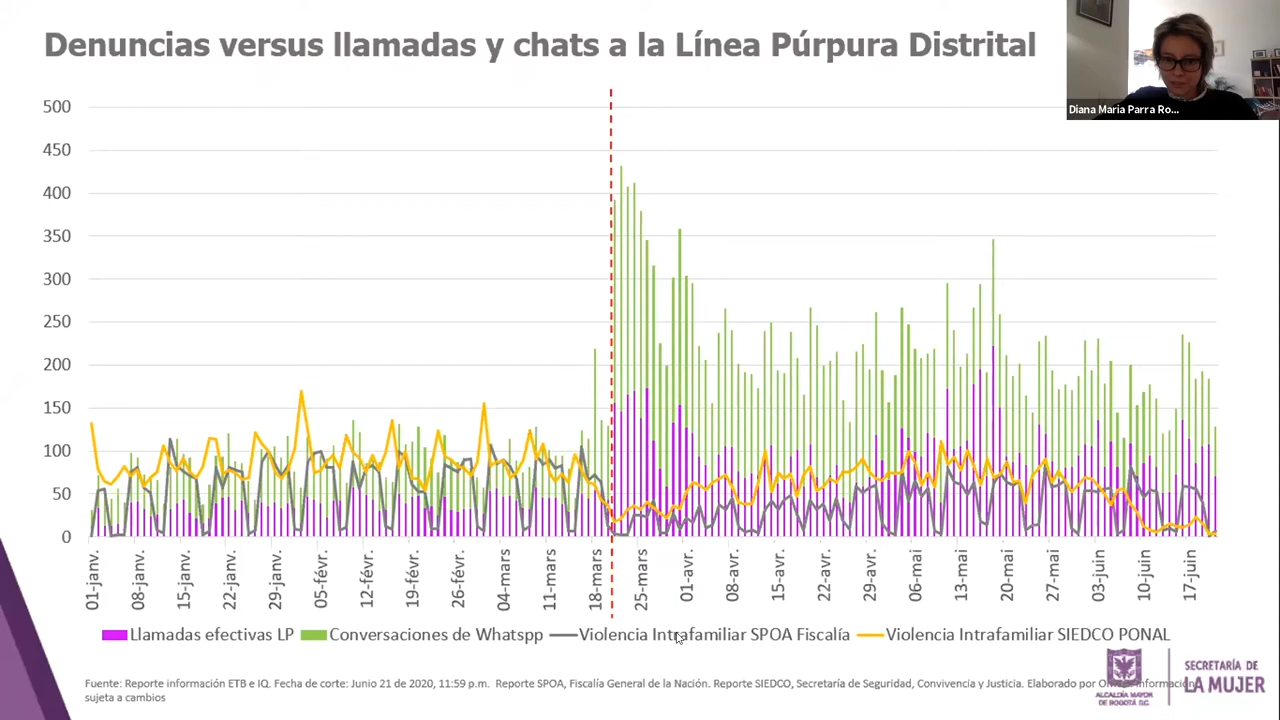 Denuncias versus llamadas y chats a la Línea Púrpura Distrital
Diana Maria Parra Ro...
500
450
400
350
300
250
200
150
100
50
0
01-janv.
08-janv.
15-janv.
22-janv.
29-janv.
05-févr.
12-févr.
19-févr.
26-févr.
04-mars
11-mars
18-mars
25-mars
01-avr.
08-avr.
15-avr.
22-avr.
29-avr.
06-mai
13-mai
20-mai
27-mai
03-juin
10-juin
17-juin
Llamadas efectivas LP
Conversaciones de Whatspp
Violencia Intrafamiliar SPOA Fiscalía
Violencia Intrafamiliar SIEDCO PONAL
Fuente: Reporte información ETB e IQ. Fecha de corte: Junio 21 de 2020, 11:59 p.m. Reporte SPOA, Fiscalía General de la Nación. Reporte SIEDCO, Secretaría de Seguridad, Convivencia y Justicia. Elaborado por información
sujeta a cambios
ALCALDÍA MAYOR
DE BOGOTÁ D.C.
SECRETARÍA DE
LA MUJER